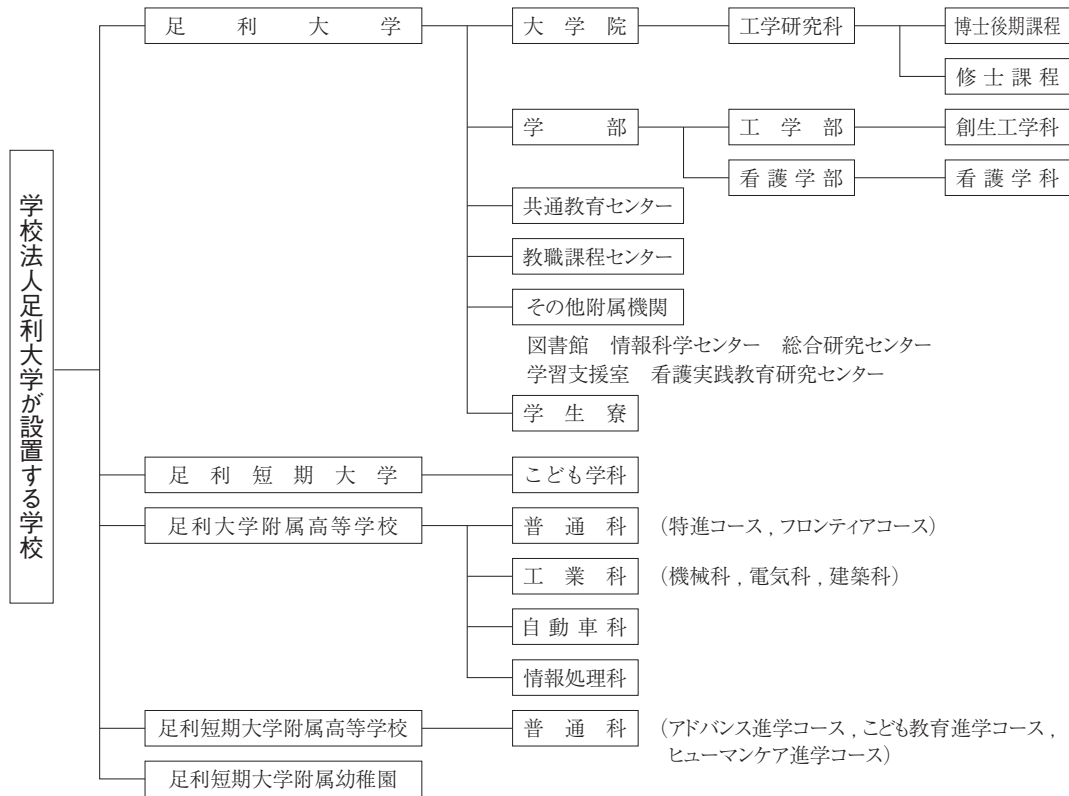 学校法人足利大学が設置する学校
足利大学
大学院
工学研究科
博士後期課程
修士課程
学部
工学部
創生工学科
看護学部
看護学科
共通教育センター
教職課程センター
その他附属機関
図書館 情報科学センター 総合研究センター
学習支援室 看護実践教育研究センター
学生寮
足利短期大学
こども学科
足利大学附属高等学校
普通科
(特進コース , フロンティアコース)
工業科
(機械科 , 電気科 , 建築科)
自動車科
情報処理科
足利短期大学附属高等学校
普通科
(アドバンス進学コース , こども教育進学コース ,
ヒューマンケア進学コース)
足利短期大学附属幼稚園